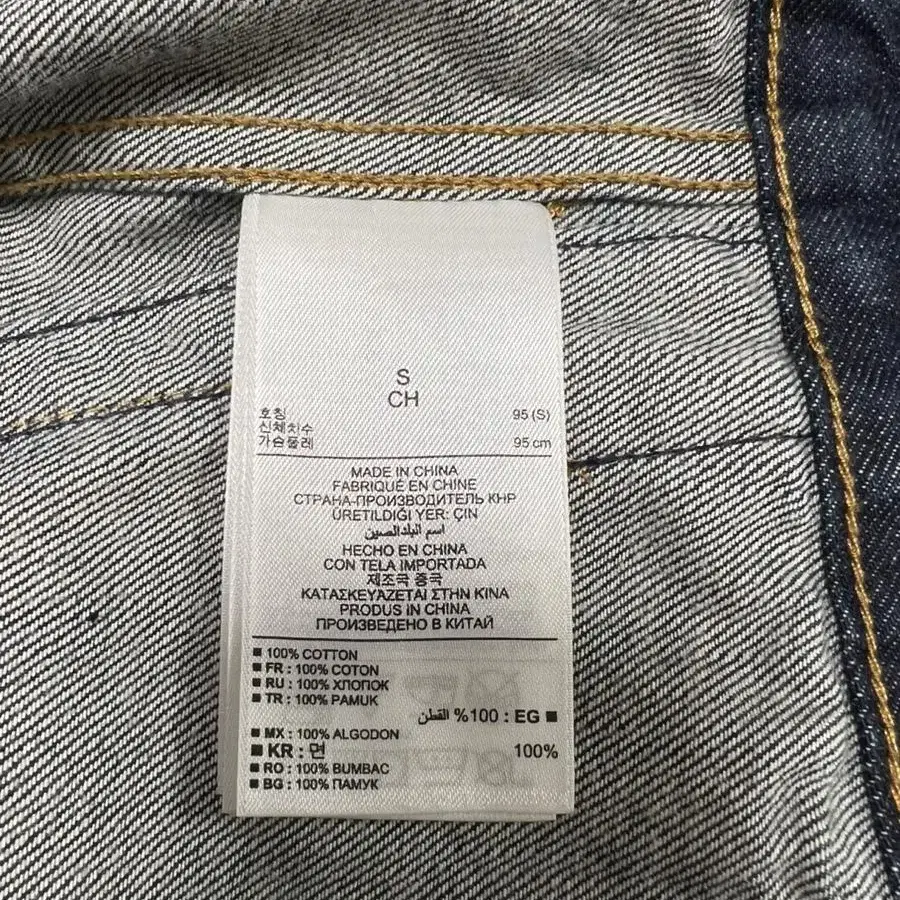 S
CH
호칭 95 (S)
신체치수
가슴둘레 95 cm
MADE IN CHINA
FABRIQUÉ EN CHINE
СТРАНА-ПРОИЗВОДИТЕЛЬ КНР
ÜRETILDIĞI YER: ÇIN
اسم البلد:الصين
HECHO EN CHINA
CON TELA IMPORTADA
제조국 중국
ΚΑΤΑΣΚΕΥΑΖΕΤΑΙ ΣΤΗΝ ΚΙΝΑ
PRODUS IN CHINA
ПРОИЗВЕДЕНО В КИТАЙ
■ 100% COTTON
■ FR : 100% COTON
■ RU : 100% ХЛОПОК
■ TR : 100% PAMUK
■ EG : 100% القطن
■ MX : 100% ALGODON
■ KR : 면 100%
■ RO : 100% BUMBAC
■ BG : 100% ПАМУК